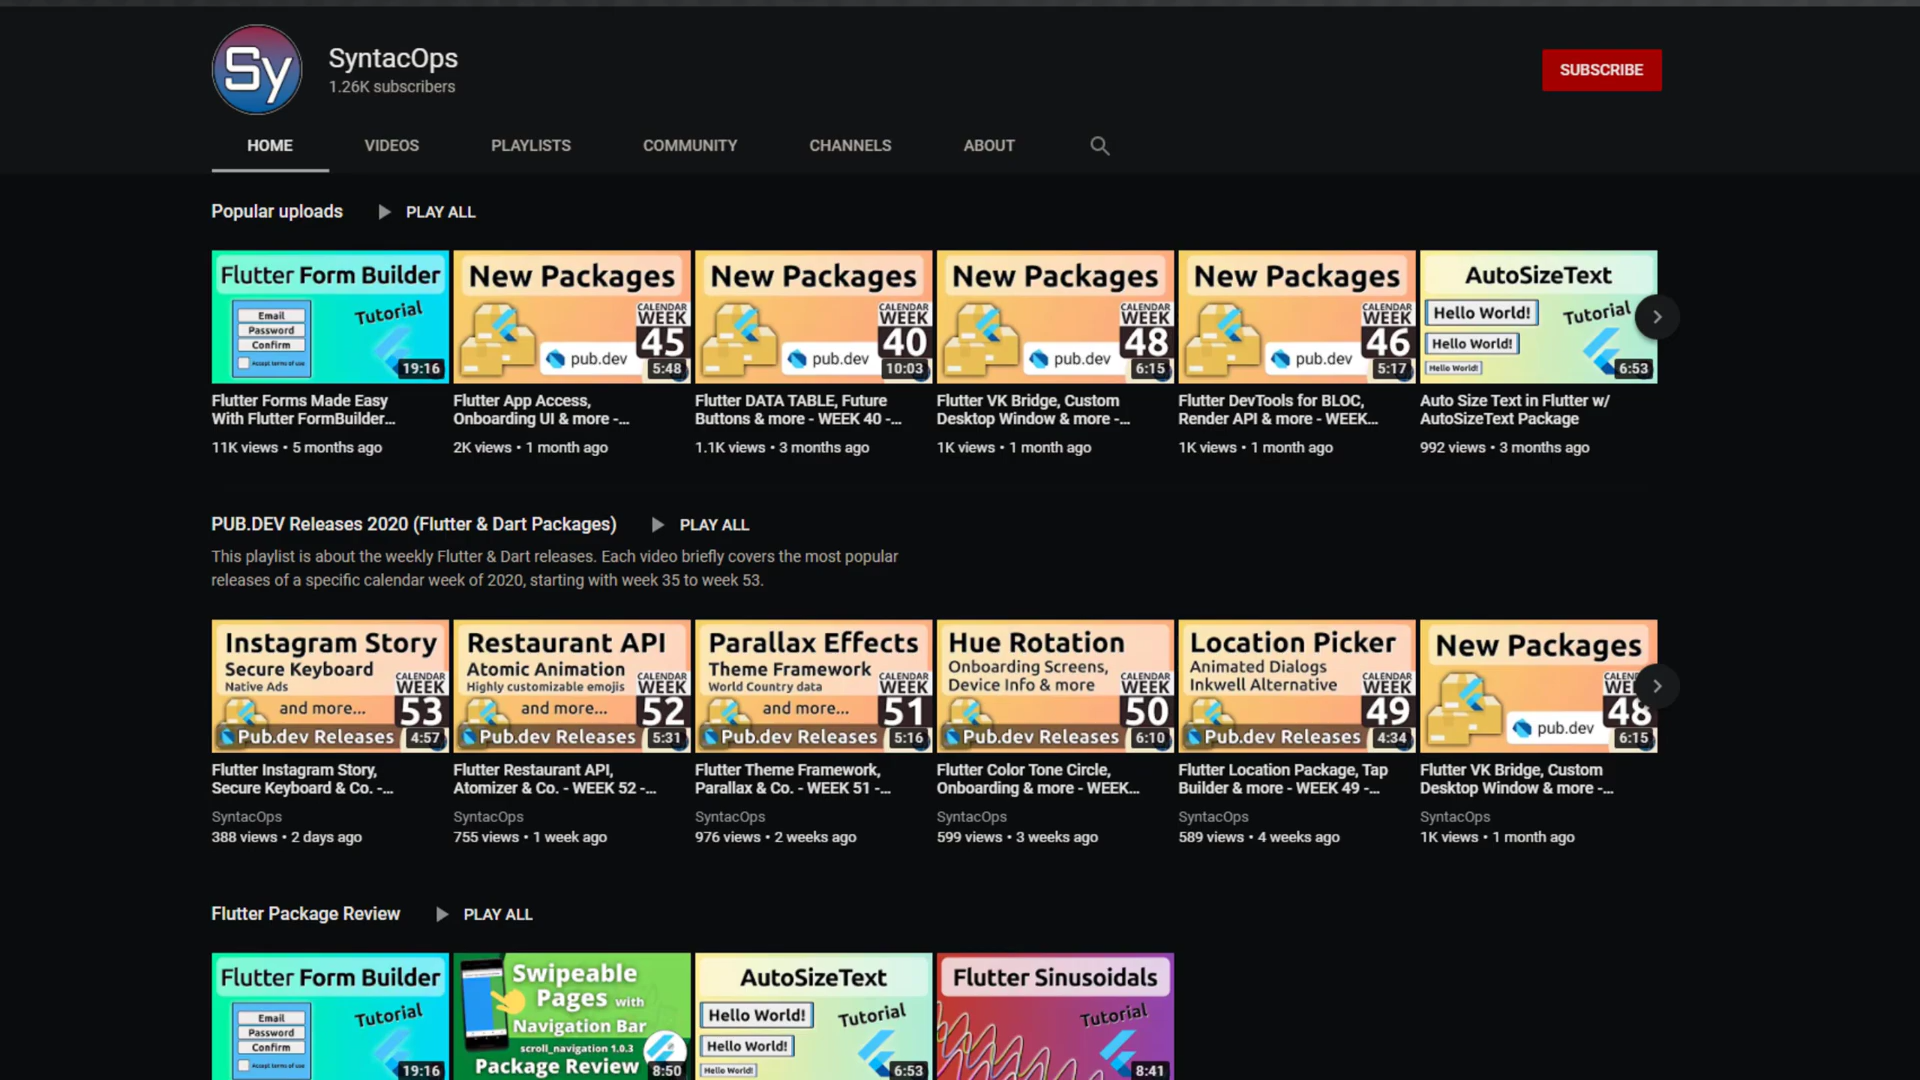 Sy
SyntacOps
1.26K subscribers
SUBSCRIBE
HOME
VIDEOS
PLAYLISTS
COMMUNITY
CHANNELS
ABOUT
Popular uploads
PLAY ALL
Flutter Form Builder
Email
Password
Confirm
Accept terms of use
Tutorial
19:16
New Packages
CALENDAR
WEEK
45
pub.dev
5:48
New Packages
CALENDAR
WEEK
40
pub.dev
10:03
New Packages
CALENDAR
WEEK
48
pub.dev
6:15
New Packages
CALENDAR
WEEK
46
pub.dev
5:17
AutoSizeText
Hello World!
Hello World!
Hello World!
Tutorial
6:53
Flutter Forms Made Easy
With Flutter FormBuilder...
11K views • 5 months ago
Flutter App Access,
Onboarding UI & more -...
2K views • 1 month ago
Flutter DATA TABLE, Future
Buttons & more - WEEK 40 -...
1.1K views • 3 months ago
Flutter VK Bridge, Custom
Desktop Window & more -...
1K views • 1 month ago
Flutter DevTools for BLOC,
Render API & more - WEEK...
1K views • 1 month ago
Auto Size Text in Flutter w/
AutoSizeText Package
992 views • 3 months ago
PUB.DEV Releases 2020 (Flutter & Dart Packages)
PLAY ALL
This playlist is about the weekly Flutter & Dart releases. Each video briefly covers the most popular
releases of a specific calendar week of 2020, starting with week 35 to week 53.
Instagram Story
Secure Keyboard
Native Ads
and more...
CALENDAR
WEEK
53
Pub.dev Releases
4:57
Restaurant API
Atomic Animation
Highly customizable emojis
and more...
CALENDAR
WEEK
52
Pub.dev Releases
5:31
Parallax Effects
Theme Framework
World Country data
and more...
CALENDAR
WEEK
51
Pub.dev Releases
5:16
Hue Rotation
Onboarding Screens,
Device Info & more
CALENDAR
WEEK
50
Pub.dev Releases
6:10
Location Picker
Animated Dialogs
Inkwell Alternative
CALENDAR
WEEK
49
Pub.dev Releases
4:34
New Packages
48
pub.dev
6:15
Flutter Instagram Story,
Secure Keyboard & Co. -...
SyntacOps
388 views • 2 days ago
Flutter Restaurant API,
Atomizer & Co. - WEEK 52 -...
SyntacOps
755 views • 1 week ago
Flutter Theme Framework,
Parallax & Co. - WEEK 51 -...
SyntacOps
976 views • 2 weeks ago
Flutter Color Tone Circle,
Onboarding & more - WEEK...
SyntacOps
599 views • 3 weeks ago
Flutter Location Package, Tap
Builder & more - WEEK 49 -...
SyntacOps
589 views • 4 weeks ago
Flutter VK Bridge, Custom
Desktop Window & more -...
SyntacOps
1K views • 1 month ago
Flutter Package Review
PLAY ALL
Flutter Form Builder
Email
Password
Confirm
Accept terms of use
Tutorial
19:16
Swipeable
Pages with
Navigation Bar
scroll_navigation 1.0.3
Package Review
8:50
AutoSizeText
Hello World!
Hello World!
Hello World!
Tutorial
6:53
Flutter Sinusoidals
Tutorial
8:41